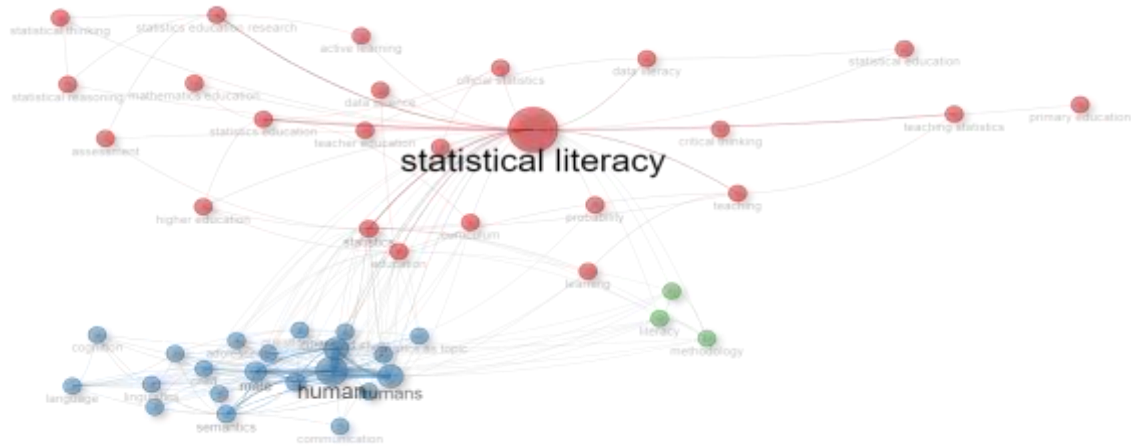 statistical thinking
statistics education research
active learning
official statistics
data literacy
statistical education
statistical reasoning
mathematics education
data science
statistics education
teacher education
critical thinking
teaching statistics
primary education
assessment
statistical literacy
higher education
statistics
curriculum
probability
teaching
education
learning
literacy
methodology
cognition
language
linguistics
male
human
humans
semantics
communication